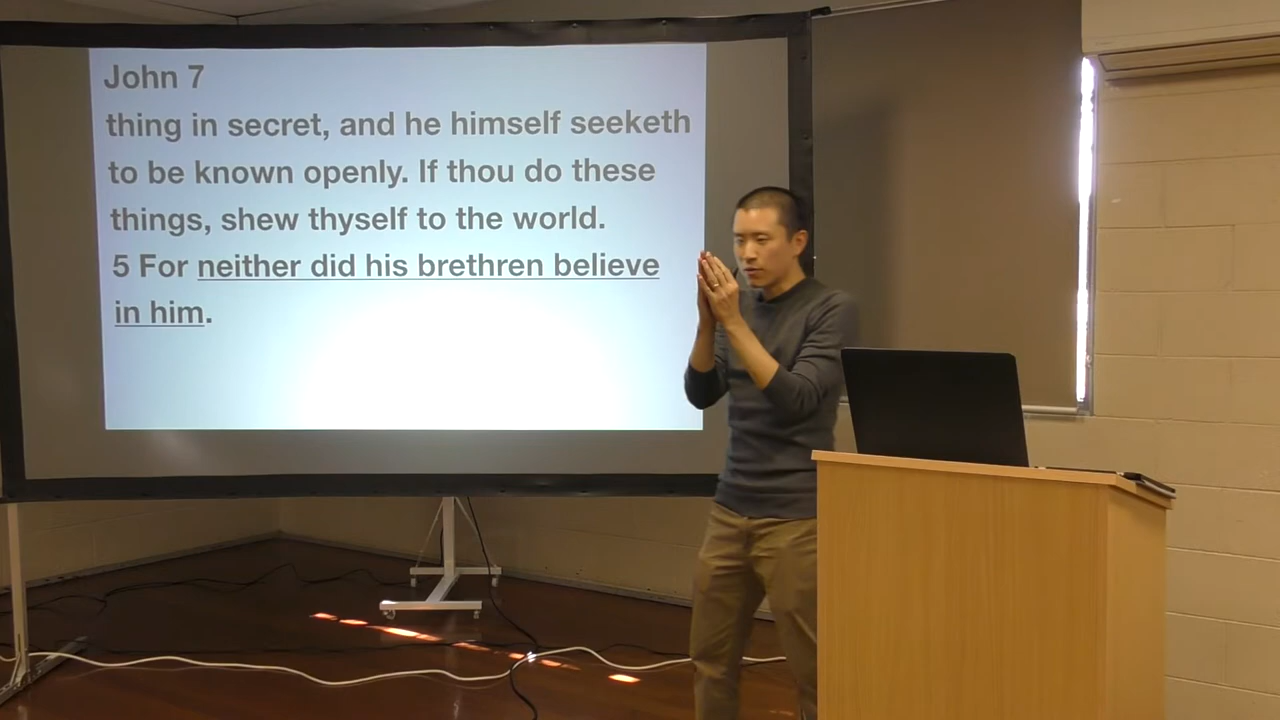 John 7
thing in secret, and he himself seeketh
to be known openly. If thou do these
things, shew thyself to the world.
5 For neither did his brethren believe
in him.